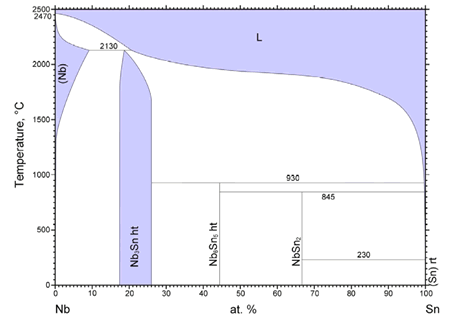 2500
2470
L
2130
2000
(Nb)
1500
Temperature, °C
1000
930
845
500
Nb₃Sn ht
Nb₆Sn₅ ht
NbSn₂
230
(Sn) rt
0
0 10 20 30 40 50 60 70 80 90 100
Nb at. % Sn